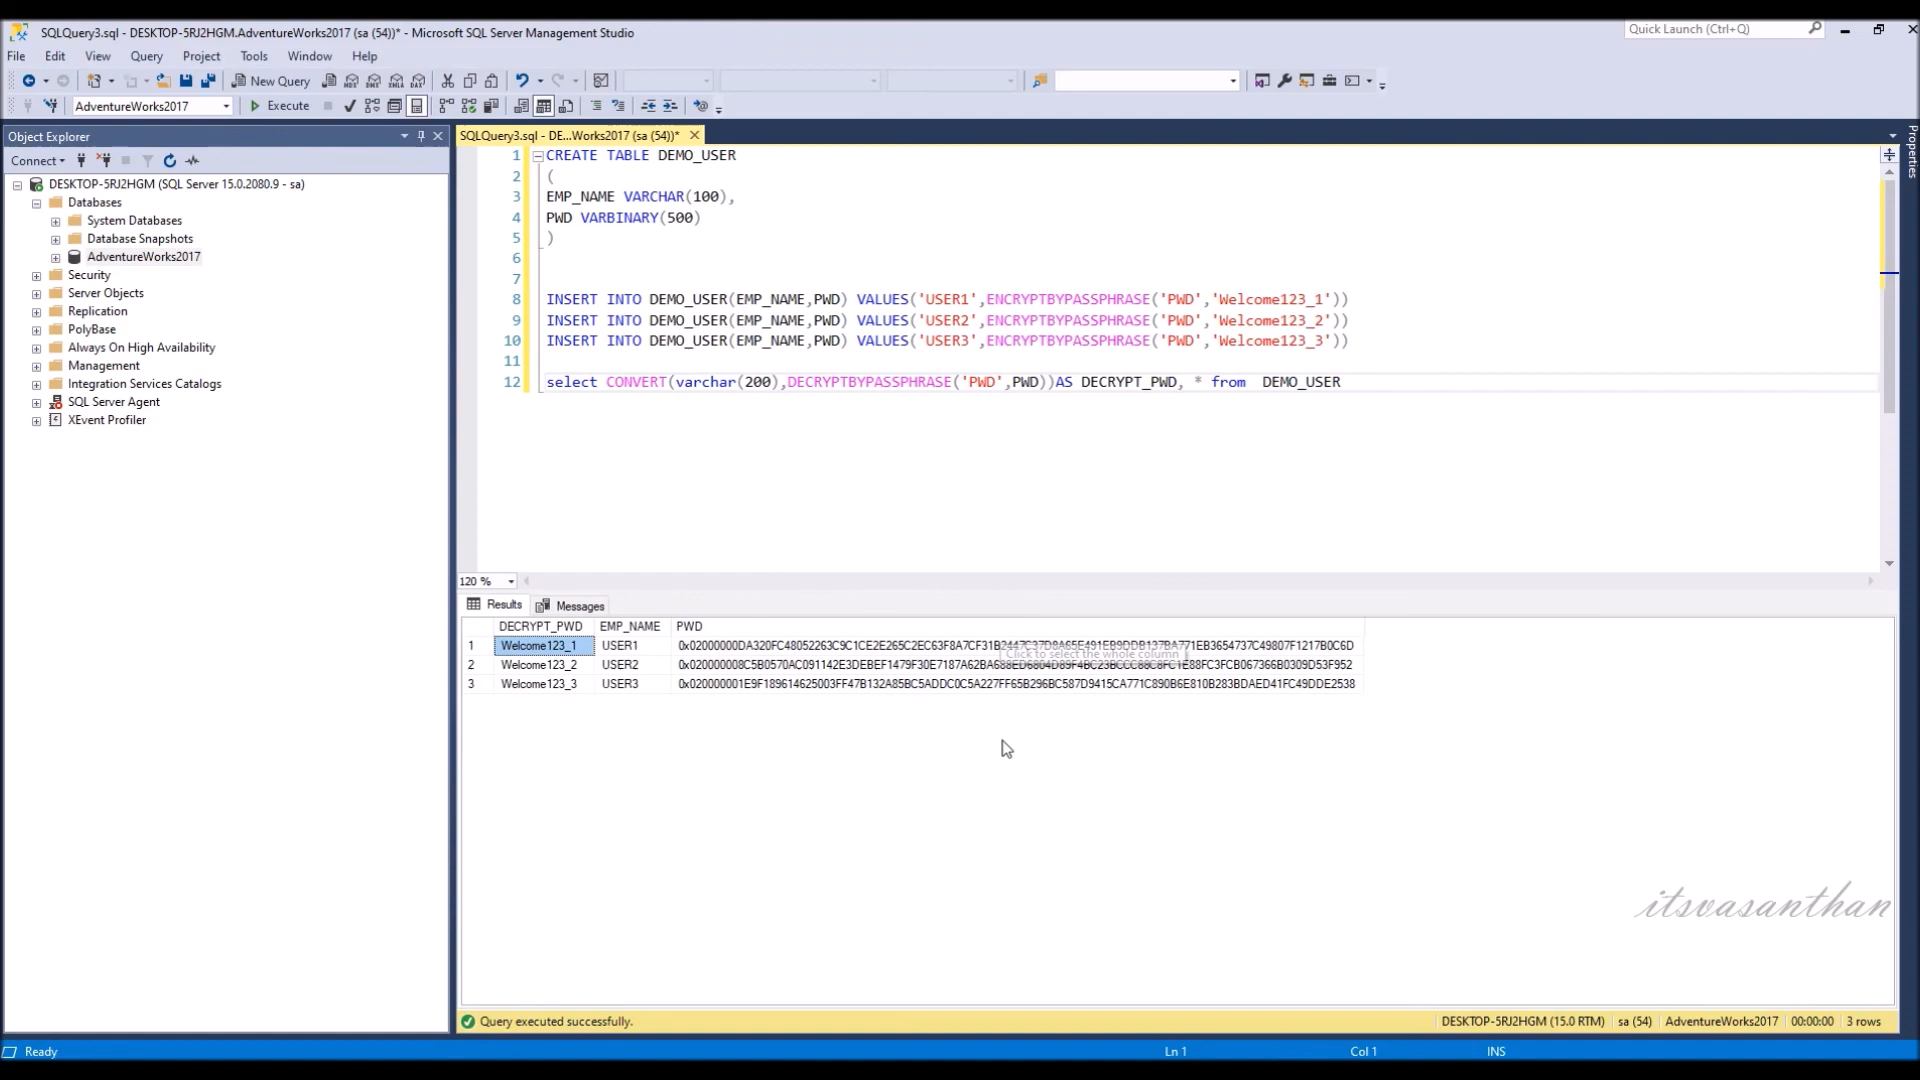 SQLQuery3.sql - DESKTOP-5RJ2HGM.AdventureWorks2017 (sa (54))* - Microsoft SQL Server Management Studio
Quick Launch (Ctrl+Q)
File Edit View Query Project Tools Window Help
New Query
AdventureWorks2017
Execute
Object Explorer
Connect
DESKTOP-5RJ2HGM (SQL Server 15.0.2080.9 - sa)
Databases
System Databases
Database Snapshots
AdventureWorks2017
Security
Server Objects
Replication
PolyBase
Always On High Availability
Management
Integration Services Catalogs
SQL Server Agent
XEvent Profiler
SQLQuery3.sql - DE...Works2017 (sa (54))*
Properties
1 CREATE TABLE DEMO_USER
2 (
3 EMP_NAME VARCHAR(100),
4 PWD VARBINARY(500)
5 )
6
7
8 INSERT INTO DEMO_USER(EMP_NAME,PWD) VALUES('USER1',ENCRYPTBYPASSPHRASE('PWD','Welcome123_1'))
9 INSERT INTO DEMO_USER(EMP_NAME,PWD) VALUES('USER2',ENCRYPTBYPASSPHRASE('PWD','Welcome123_2'))
10 INSERT INTO DEMO_USER(EMP_NAME,PWD) VALUES('USER3',ENCRYPTBYPASSPHRASE('PWD','Welcome123_3'))
11
12 select CONVERT(varchar(200),DECRYPTBYPASSPHRASE('PWD',PWD))AS DECRYPT_PWD, * from DEMO_USER
120 %
Results Messages
DECRYPT_PWD EMP_NAME PWD
1 Welcome123_1 USER1
Click to select the whole column
2 Welcome123_2 USER2
3 Welcome123_3 USER3 0x020000001E9F189614625003FF47B132A85BC5ADDC0C5A227FF65B296BC587D9415CA771C890B6E810B283BDAED41FC49DDE2538
itsvasanthan
Query executed successfully.
DESKTOP-5RJ2HGM (15.0 RTM) sa (54) AdventureWorks2017 00:00:00 3 rows
Ready Ln 1 Col 1 INS